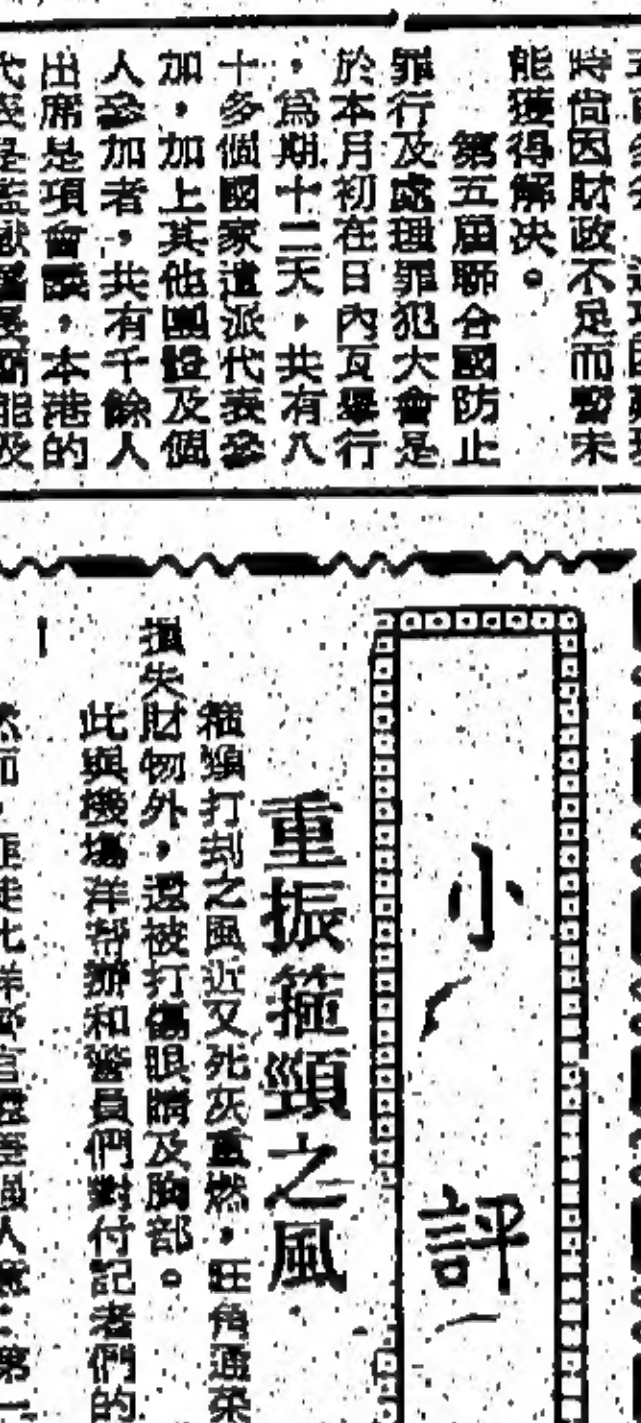 時尚因財政不足而暫未
能獲得解決。
第五屆聯合國防止
罪行及處理罪犯大會是
於本月初在日內瓦舉行
，爲期十二天，共有八
十多個國家遣派代表參
加，加上其他團體及個
人參加者，共有千餘人
出席是項會議，本港的
小評
重振箍頸之風
箍頸打刦之風近又死灰重燃，旺角通菜
損失財物外，還被打傷眼睛及胸部。
此與機場洋幫辦和警員們對付記者們的